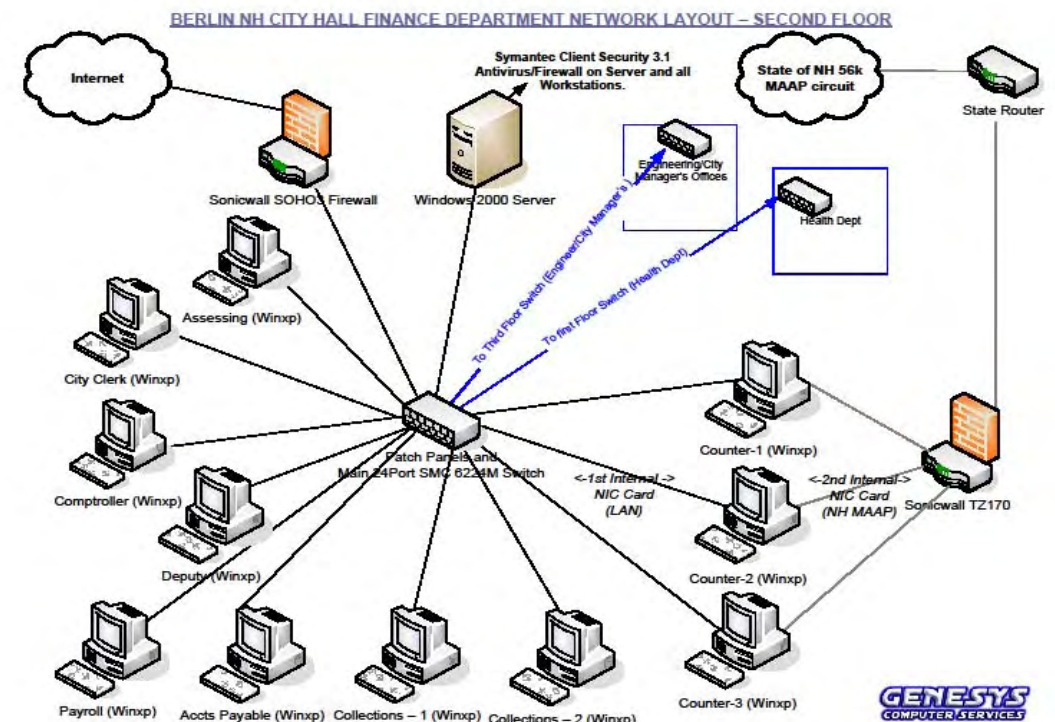 BERLIN NH CITY HALL FINANCE DEPARTMENT NETWORK LAYOUT – SECOND FLOOR
Internet
Symantec Client Security 3.1
Antivirus/Firewall on Server and all
Workstations.
State of NH 56k
MAAP circuit
State Router
Engineering/City
Manager's Offices
Health Dept
Sonicwall SOHO3 Firewall
Windows 2000 Server
To Third Floor Switch (Engineer/City Manager's )
To first Floor Switch (Health Dept)
Assessing (Winxp)
City Clerk (Winxp)
Comptroller (Winxp)
Deputy (Winxp)
Patch Panels and
Main 24Port SMC 6224M Switch
<-1st Internal ->
NIC Card
(LAN)
<-2nd Internal->
NIC Card
(NH MAAP)
Counter-1 (Winxp)
Sonicwall TZ170
Counter-2 (Winxp)
Counter-3 (Winxp)
Payroll (Winxp)
Accts Payable (Winxp)
Collections – 1 (Winxp)
Collections – 2 (Winxp)
GENESYS
COMPUTER SERVICES